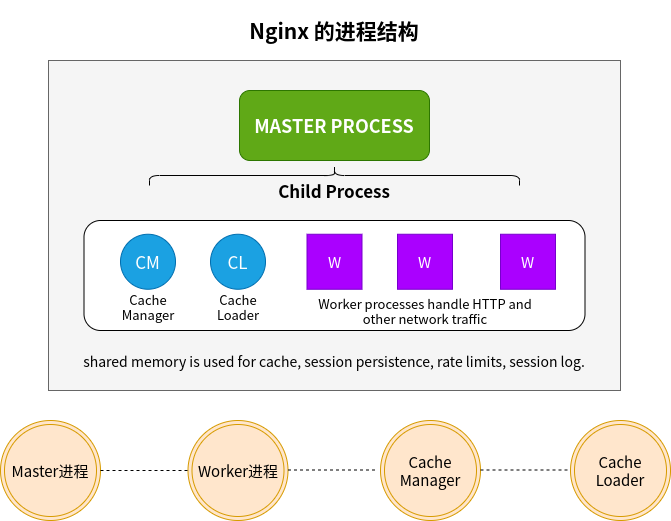 Nginx 的进程结构
MASTER PROCESS
Child Process
CM
CL
W
W
W
Cache
Manager
Cache
Loader
Worker processes handle HTTP and
other network traffic
shared memory is used for cache, session persistence, rate limits, session log.
Master进程
Worker进程
Cache
Manager
Cache
Loader